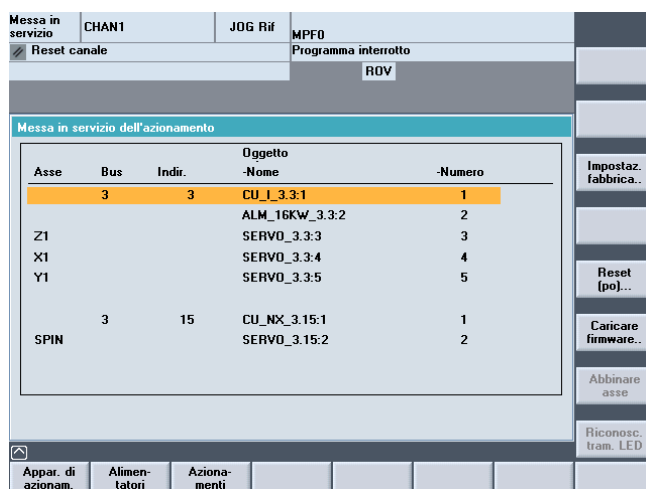 Messa in
servizio
CHAN1
JOG Rif
MPF0
Reset canale
Programma interrotto
ROV
Messa in servizio dell'azionamento
Oggetto
Asse Bus Indir. -Nome -Numero
3 3 CU_I_3.3:1 1
ALM_16KW_3.3:2 2
Z1 SERVO_3.3:3 3
X1 SERVO_3.3:4 4
Y1 SERVO_3.3:5 5
3 15 CU_NX_3.15:1 1
SPIN SERVO_3.15:2 2
Impostaz.
fabbrica..
Reset
(po)...
Caricare
firmware..
Abbinare
asse
Riconosc.
tram. LED
Appar. di
azionam.
Alimen-
tatori
Aziona-
menti